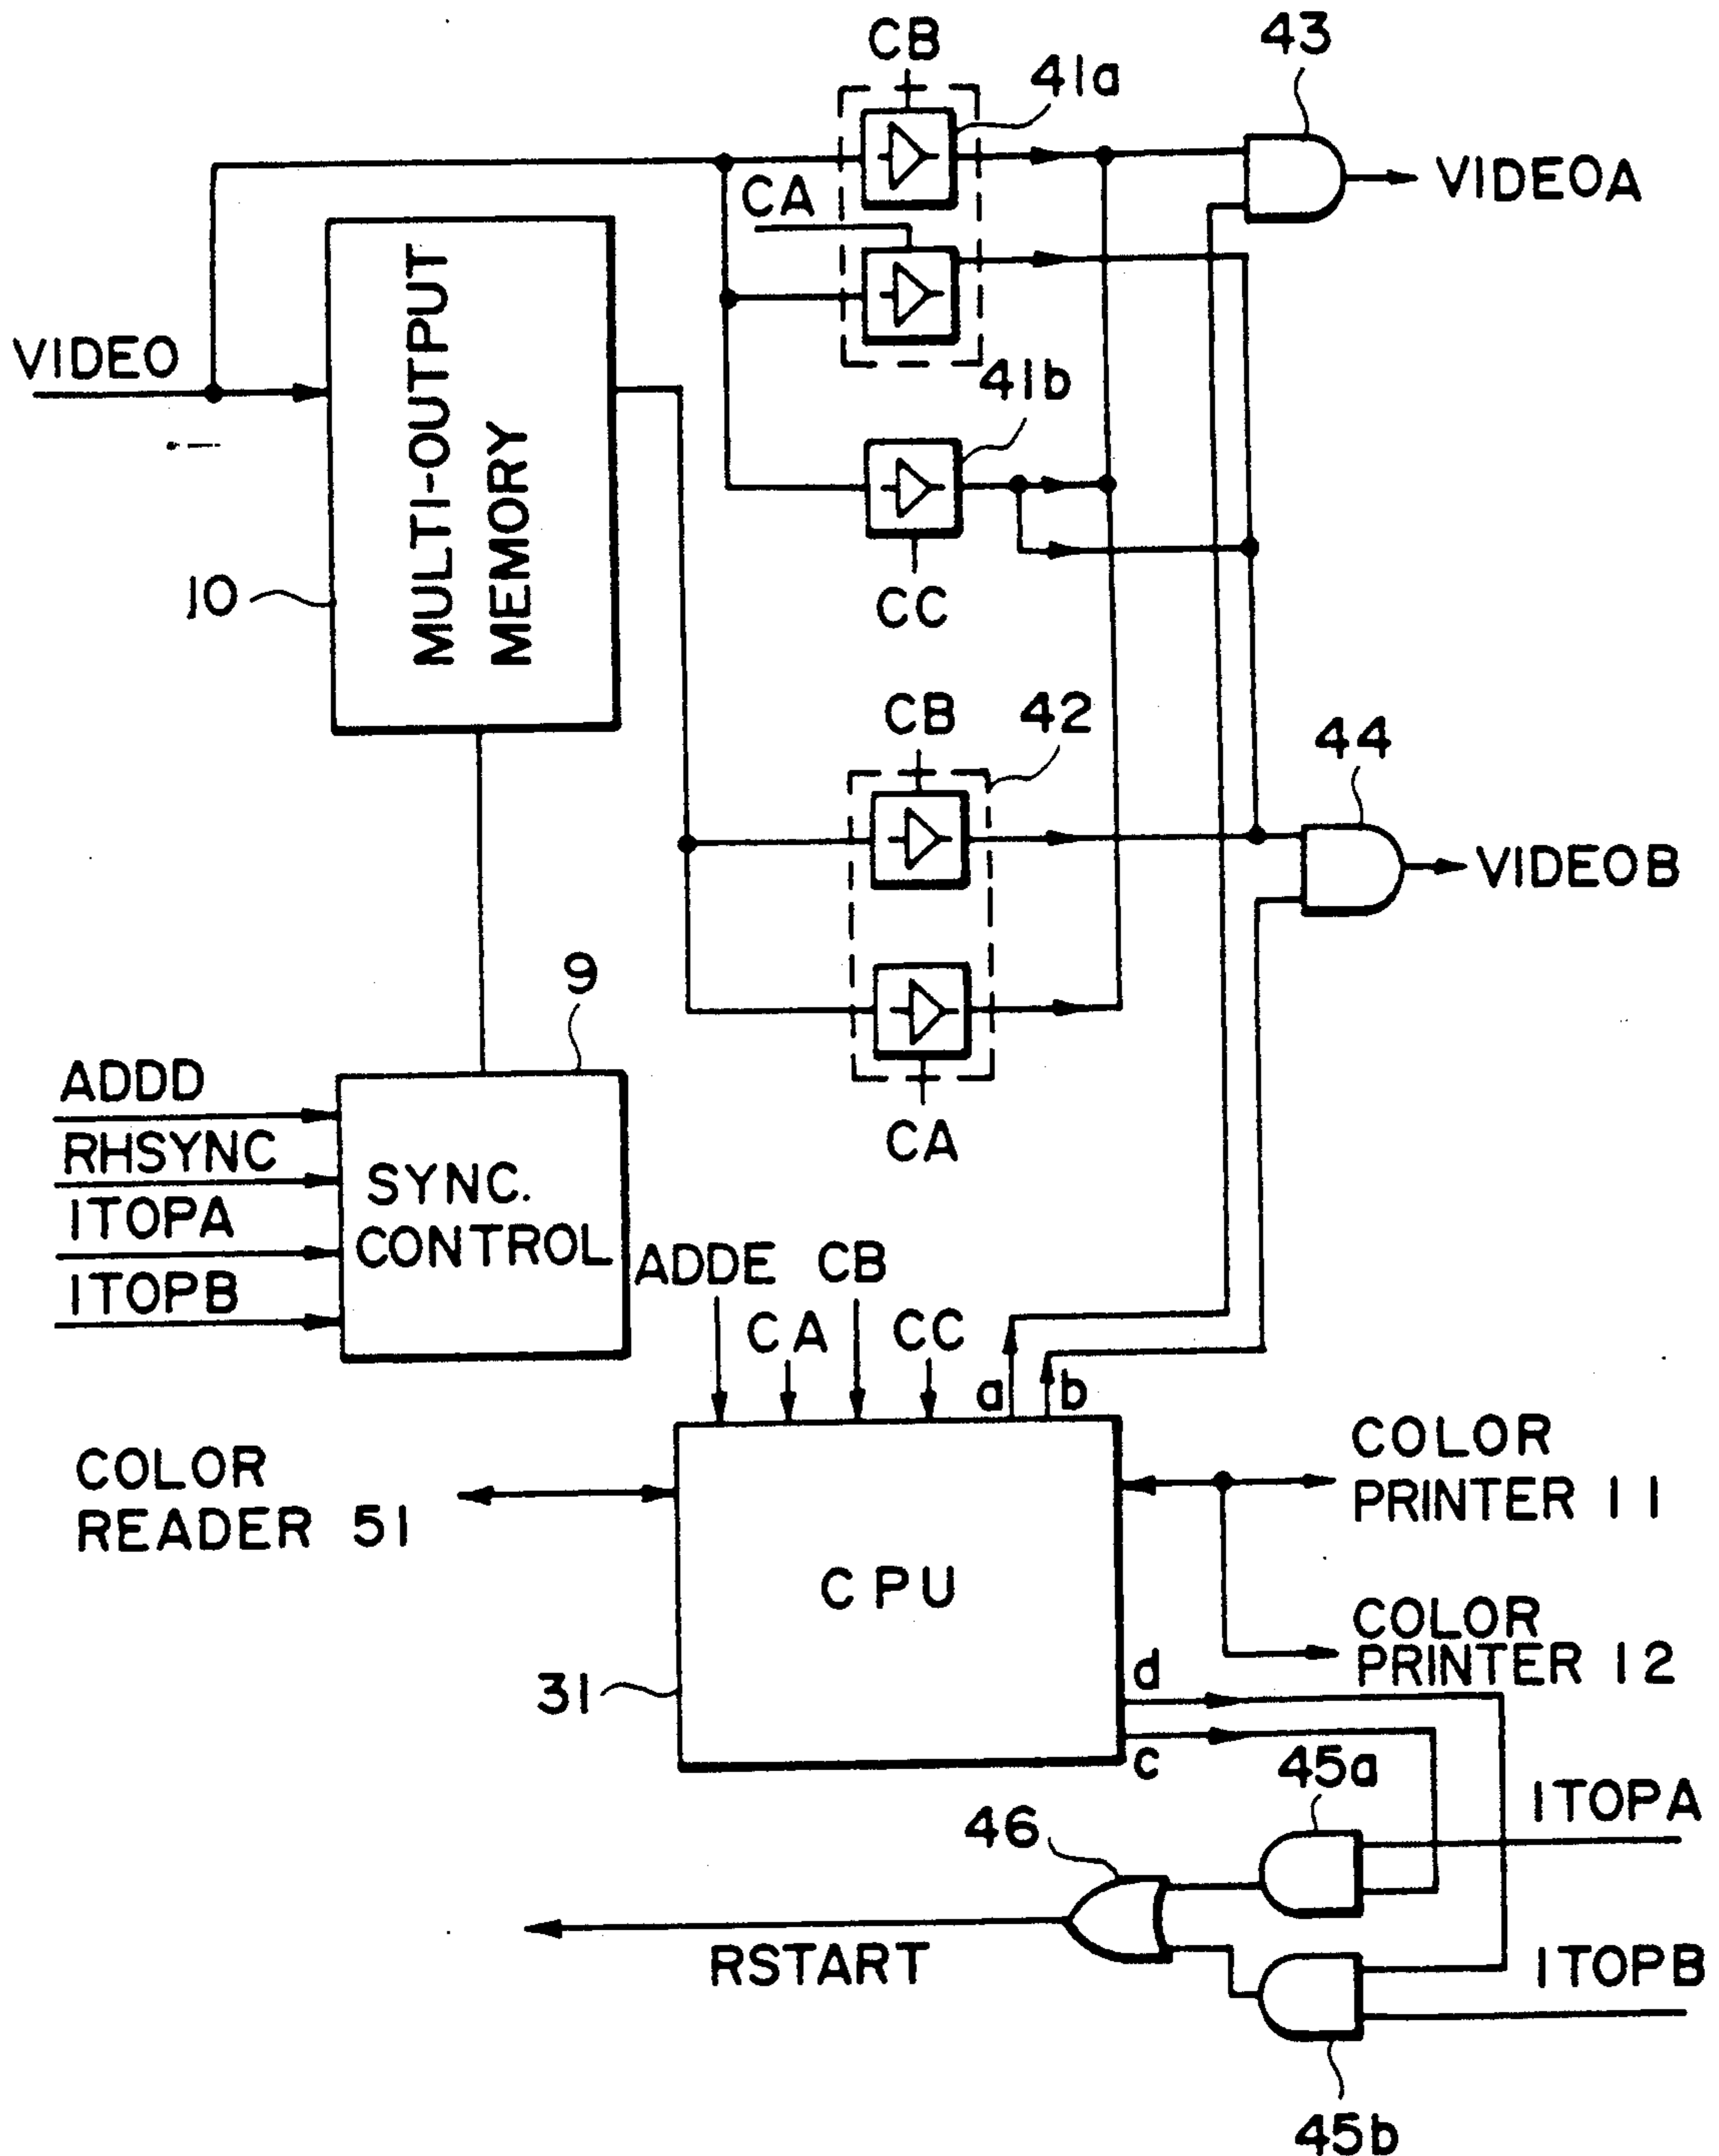 CB
41a
43
CA
VIDEOA
VIDEO
MULTI-OUTPUT
MEMORY
41b
10
CC
CB
42
44
VIDEOB
9
CA
ADDD
RHSYNC
ITOPA
ITOPB
SYNC.
CONTROL
ADDE
CB
CA
CC
a
b
COLOR
READER 51
COLOR
PRINTER 11
CPU
COLOR
PRINTER 12
31
d
c
45a
ITOPA
46
RSTART
ITOPB
45b